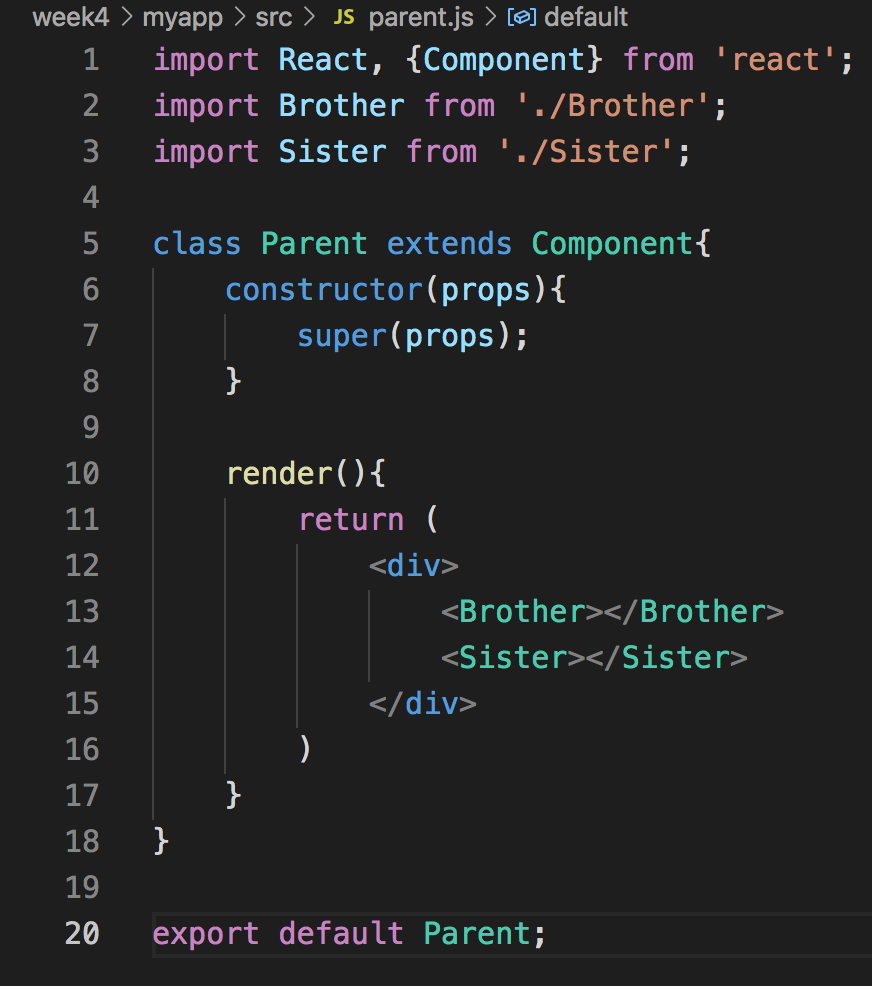 week4 > myapp > src > JS parent.js > default
1 import React, {Component} from 'react';
2 import Brother from './Brother';
3 import Sister from './Sister';
4
5 class Parent extends Component{
6     constructor(props){
7         super(props);
8     }
9
10     render(){
11         return (
12             <div>
13                 <Brother></Brother>
14                 <Sister></Sister>
15             </div>
16         )
17     }
18 }
19
20 export default Parent;